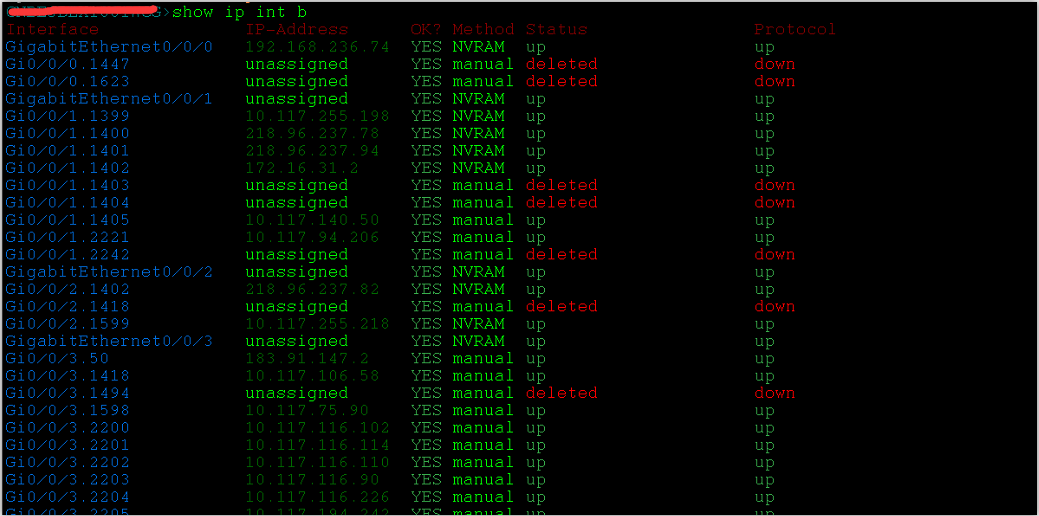 >show ip int b
Interface IP-Address OK? Method Status Protocol
GigabitEthernet0/0/0 192.168.236.74 YES NVRAM up up
Gi0/0/0.1447 unassigned YES manual deleted down
Gi0/0/0.1623 unassigned YES manual deleted down
GigabitEthernet0/0/1 unassigned YES NVRAM up up
Gi0/0/1.1399 10.117.255.198 YES NVRAM up up
Gi0/0/1.1400 218.96.237.78 YES NVRAM up up
Gi0/0/1.1401 218.96.237.94 YES NVRAM up up
Gi0/0/1.1402 172.16.31.2 YES NVRAM up up
Gi0/0/1.1403 unassigned YES manual deleted down
Gi0/0/1.1404 unassigned YES manual deleted down
Gi0/0/1.1405 10.117.140.50 YES manual up up
Gi0/0/1.2221 10.117.94.206 YES manual up up
Gi0/0/1.2242 unassigned YES manual deleted down
GigabitEthernet0/0/2 unassigned YES NVRAM up up
Gi0/0/2.1402 218.96.237.82 YES NVRAM up up
Gi0/0/2.1418 unassigned YES manual deleted down
Gi0/0/2.1599 10.117.255.218 YES NVRAM up up
GigabitEthernet0/0/3 unassigned YES NVRAM up up
Gi0/0/3.50 183.91.147.2 YES manual up up
Gi0/0/3.1418 10.117.106.58 YES manual up up
Gi0/0/3.1494 unassigned YES manual deleted down
Gi0/0/3.1598 10.117.75.90 YES manual up up
Gi0/0/3.2200 10.117.116.102 YES manual up up
Gi0/0/3.2201 10.117.116.114 YES manual up up
Gi0/0/3.2202 10.117.116.110 YES manual up up
Gi0/0/3.2203 10.117.116.90 YES manual up up
Gi0/0/3.2204 10.117.116.226 YES manual up up
Gi0/0/3.2205 10.117.194.242 YES manual up up